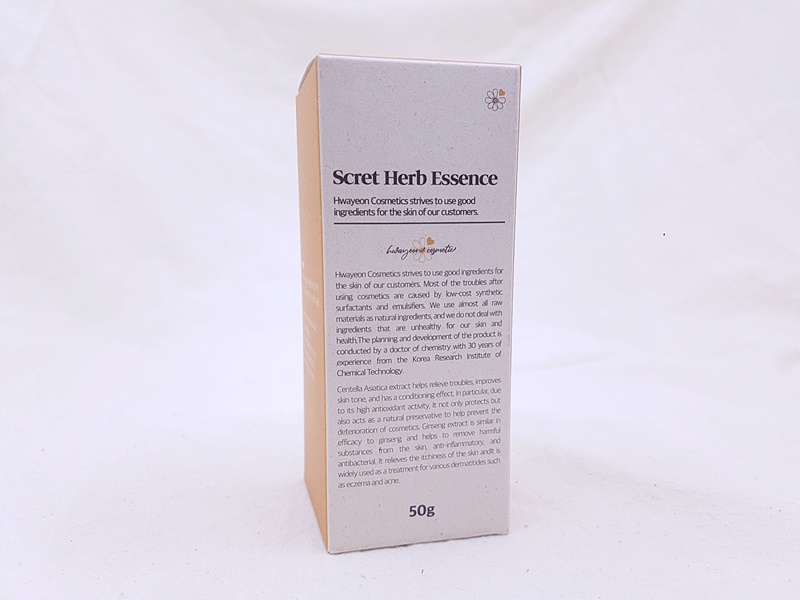 Scret Herb Essence
Hwayeon Cosmetics strives to use good
ingredients for the skin of our customers.
hwayeon cosmetic
Hwayeon Cosmetics strives to use good ingredients for
the skin of our customers. Most of the troubles after
using cosmetics are caused by low-cost synthetic
surfactants and emulsifiers. We use almost all raw
materials as natural ingredients, and we do not deal with
ingredients that are unhealthy for our skin and
health.The planning and development of the product is
conducted by a doctor of chemistry with 30 years of
experience from the Korea Research Institute of
Chemical Technology.
Centella Asiatica extract helps relieve troubles, improves
skin tone, and has a conditioning effect. In particular, due
to its high antioxidant activity, It not only protects but
also acts as a natural preservative to help prevent the
deterioration of cosmetics. Ginseng extract is similar in
efficacy to ginseng and helps to remove harmful
substances from the skin, anti-inflammatory, and
antibacterial. It relieves the itchiness of the skin andIt is
widely used as a treatment for various dermatitides such
as eczema and acne.
50g